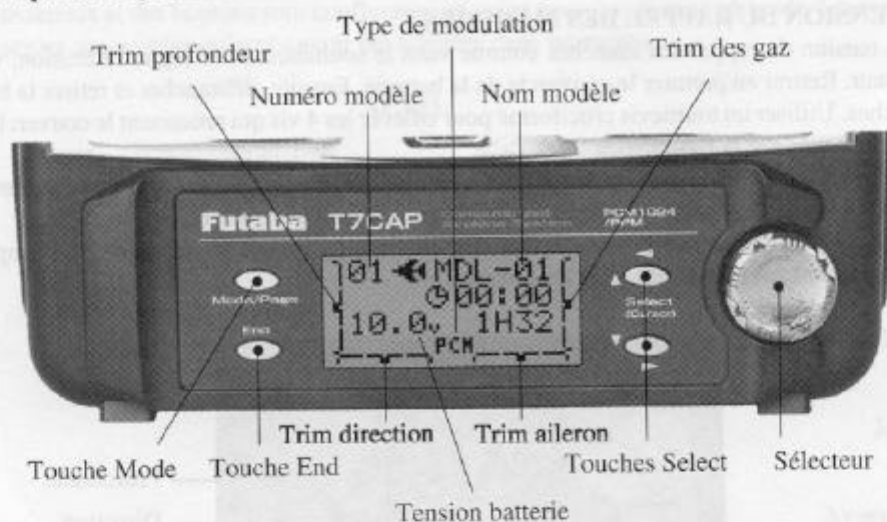 Type de modulation
Trim profondeur
Trim des gaz
Numéro modèle
Nom modèle
Futaba T7CAP
PCM1024
/PPM
01 MDL-01
00:00
10.0v 1H32
PCM
Mode/Page
End
Select
(Cursor)
Trim direction
Trim aileron
Touche Mode
Touche End
Touches Select
Sélecteur
Tension batterie